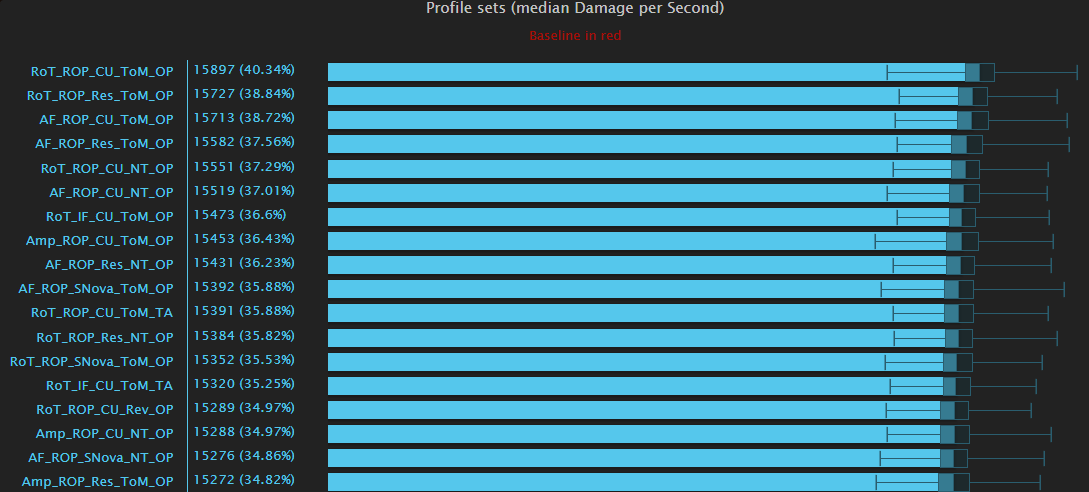 Profile sets (median Damage per Second)
Baseline in red
RoT_ROP_CU_ToM_OP 15897 (40.34%)
RoT_ROP_Res_ToM_OP 15727 (38.84%)
AF_ROP_CU_ToM_OP 15713 (38.72%)
AF_ROP_Res_ToM_OP 15582 (37.56%)
RoT_ROP_CU_NT_OP 15551 (37.29%)
AF_ROP_CU_NT_OP 15519 (37.01%)
RoT_IF_CU_ToM_OP 15473 (36.6%)
Amp_ROP_CU_ToM_OP 15453 (36.43%)
AF_ROP_Res_NT_OP 15431 (36.23%)
AF_ROP_SNova_ToM_OP 15392 (35.88%)
RoT_ROP_CU_ToM_TA 15391 (35.88%)
RoT_ROP_Res_NT_OP 15384 (35.82%)
RoT_ROP_SNova_ToM_OP 15352 (35.53%)
RoT_IF_CU_ToM_TA 15320 (35.25%)
RoT_ROP_CU_Rev_OP 15289 (34.97%)
Amp_ROP_CU_NT_OP 15288 (34.97%)
AF_ROP_SNova_NT_OP 15276 (34.86%)
Amp_ROP_Res_ToM_OP 15272 (34.82%)